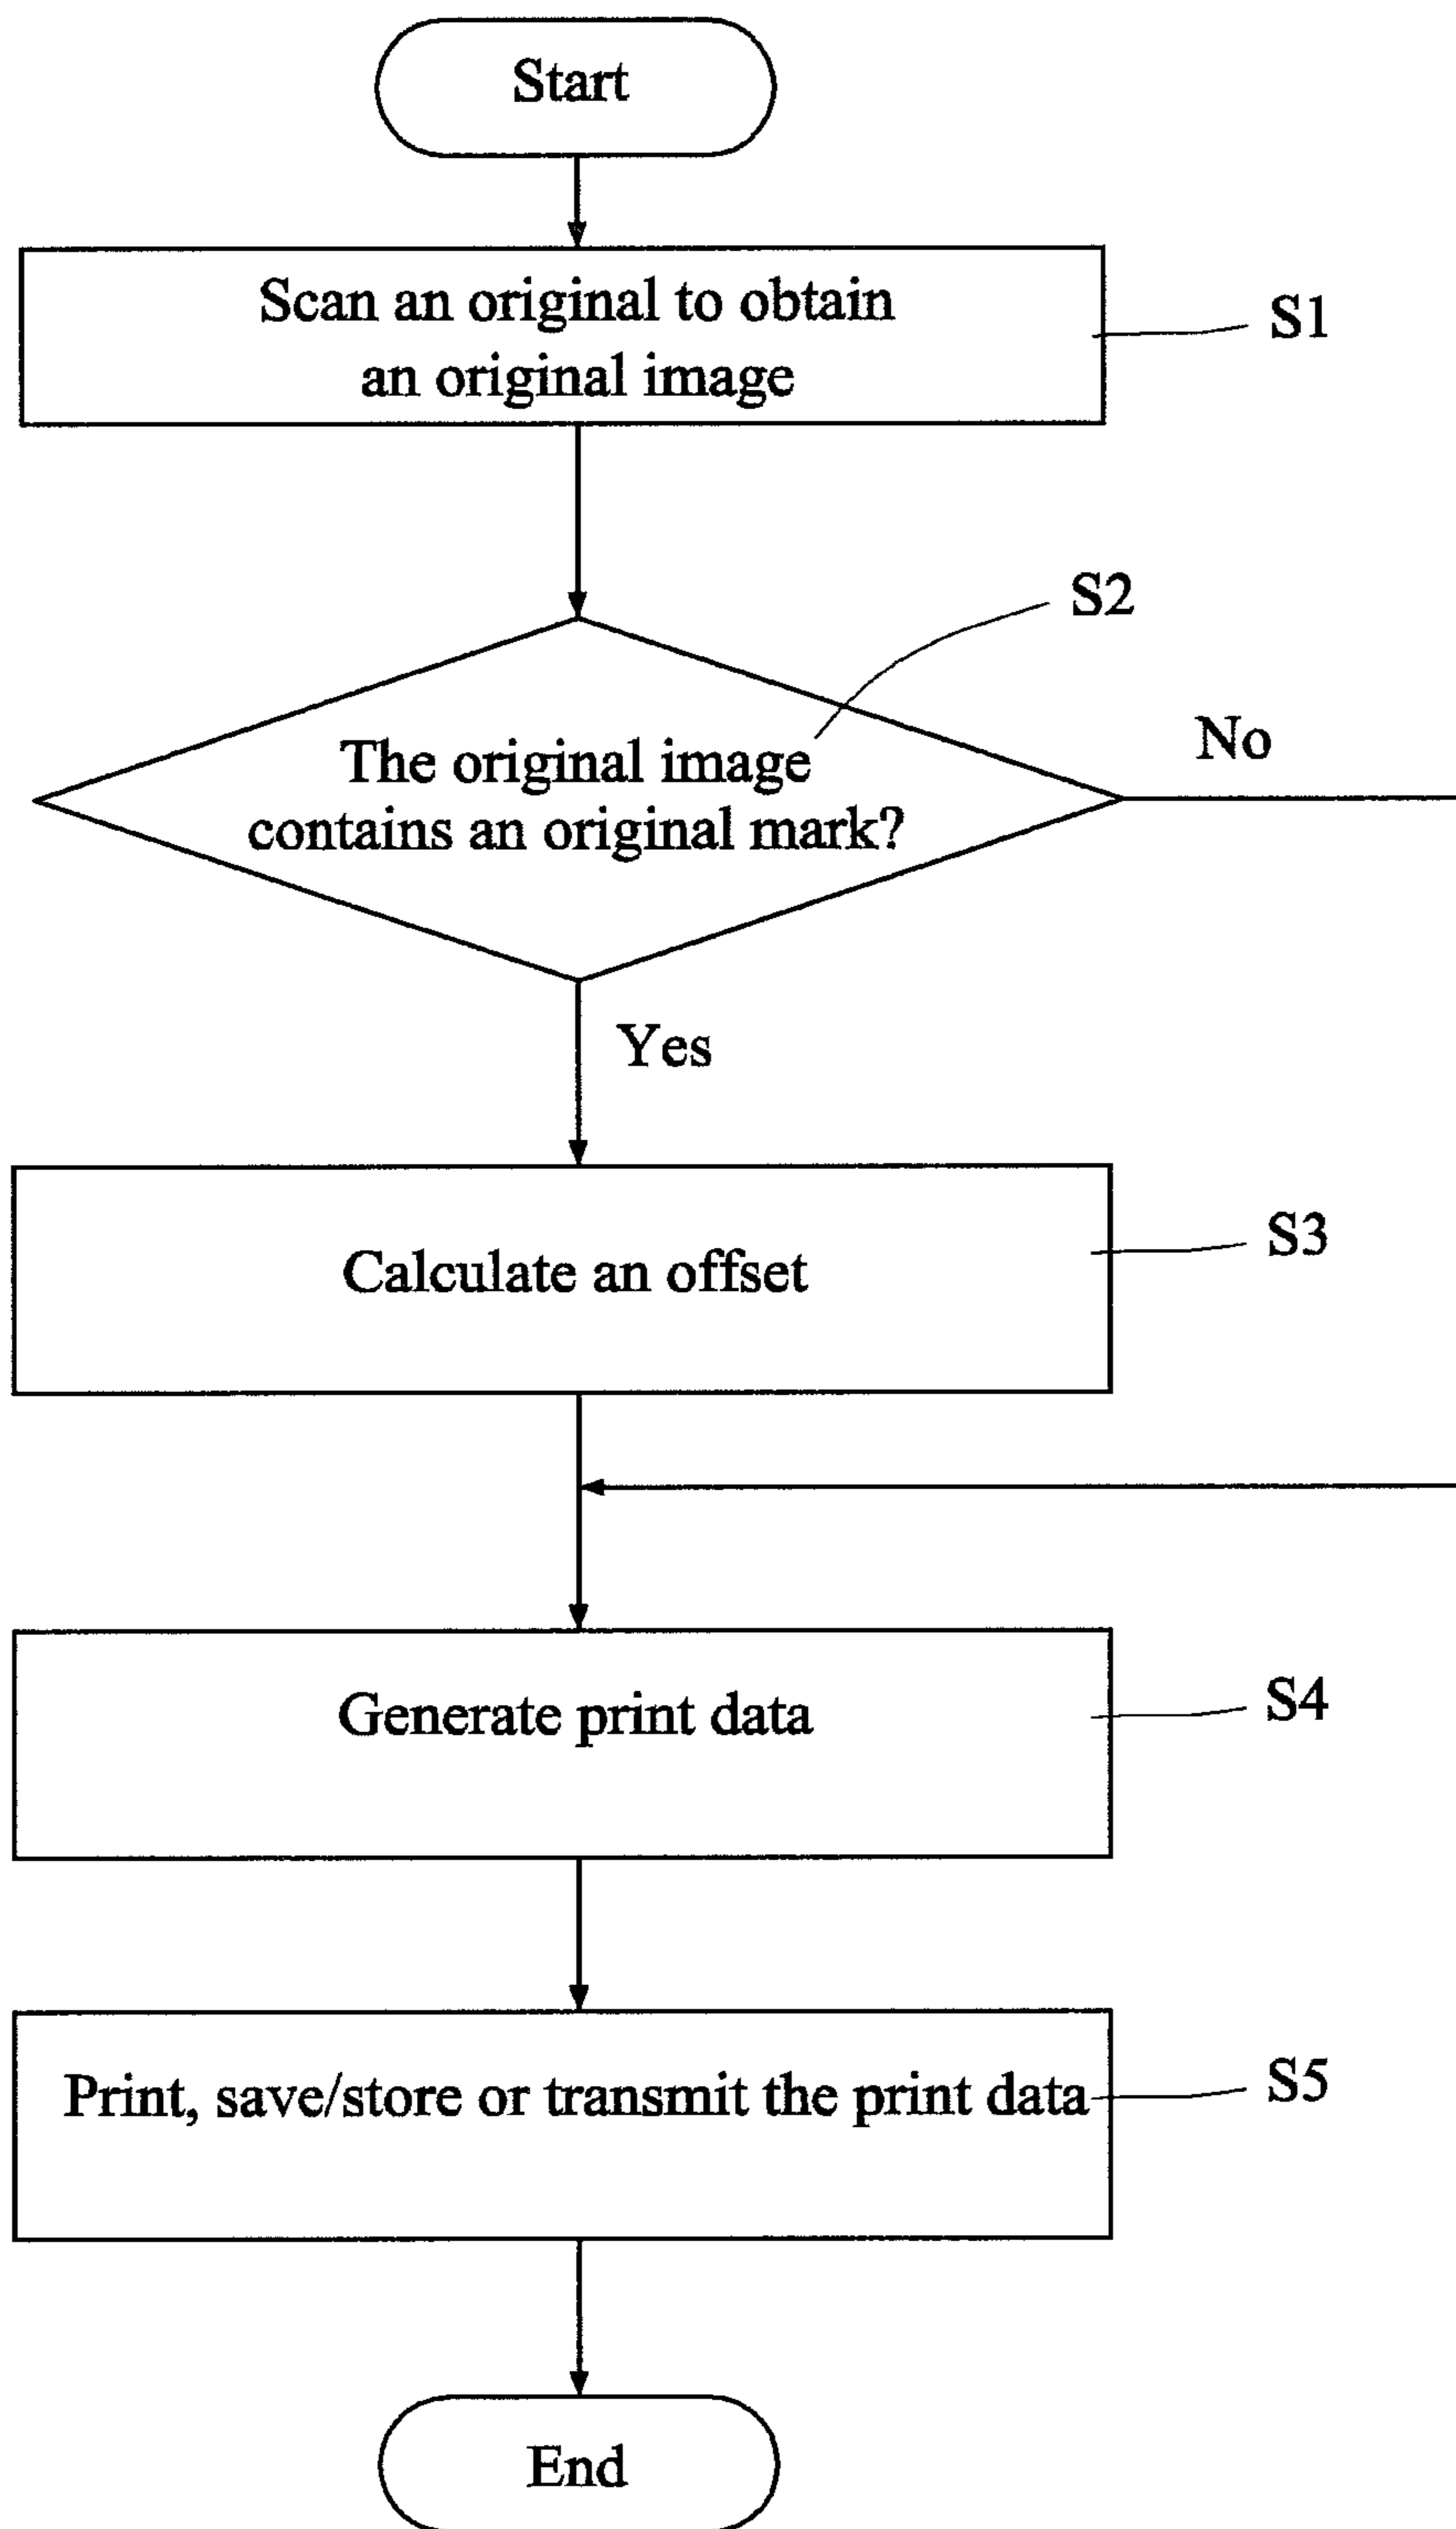 Start
Scan an original to obtain
an original image
S1
S2
The original image
contains an original mark?
No
Yes
Calculate an offset
S3
Generate print data
S4
Print, save/store or transmit the print data
S5
End